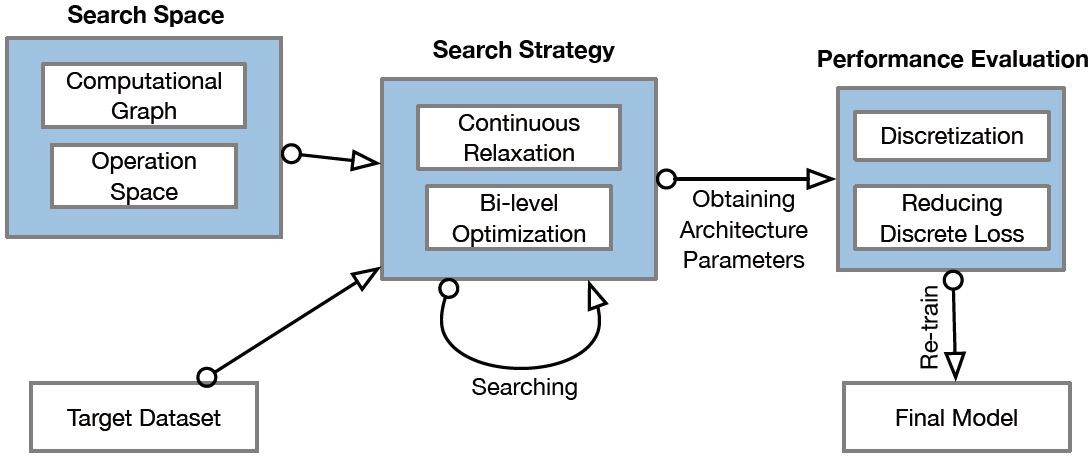 Search Space
Computational
Graph
Operation
Space
Search Strategy
Continuous
Relaxation
Bi-level
Optimization
Searching
Target Dataset
Obtaining
Architecture
Parameters
Performance Evaluation
Discretization
Reducing
Discrete Loss
Re-train
Final Model